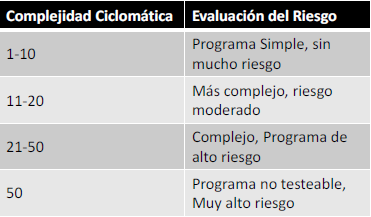 Complejidad Ciclomática Evaluación del Riesgo
1-10 Programa Simple, sin
mucho riesgo
11-20 Más complejo, riesgo
moderado
21-50 Complejo, Programa de
alto riesgo
50 Programa no testeable,
Muy alto riesgo